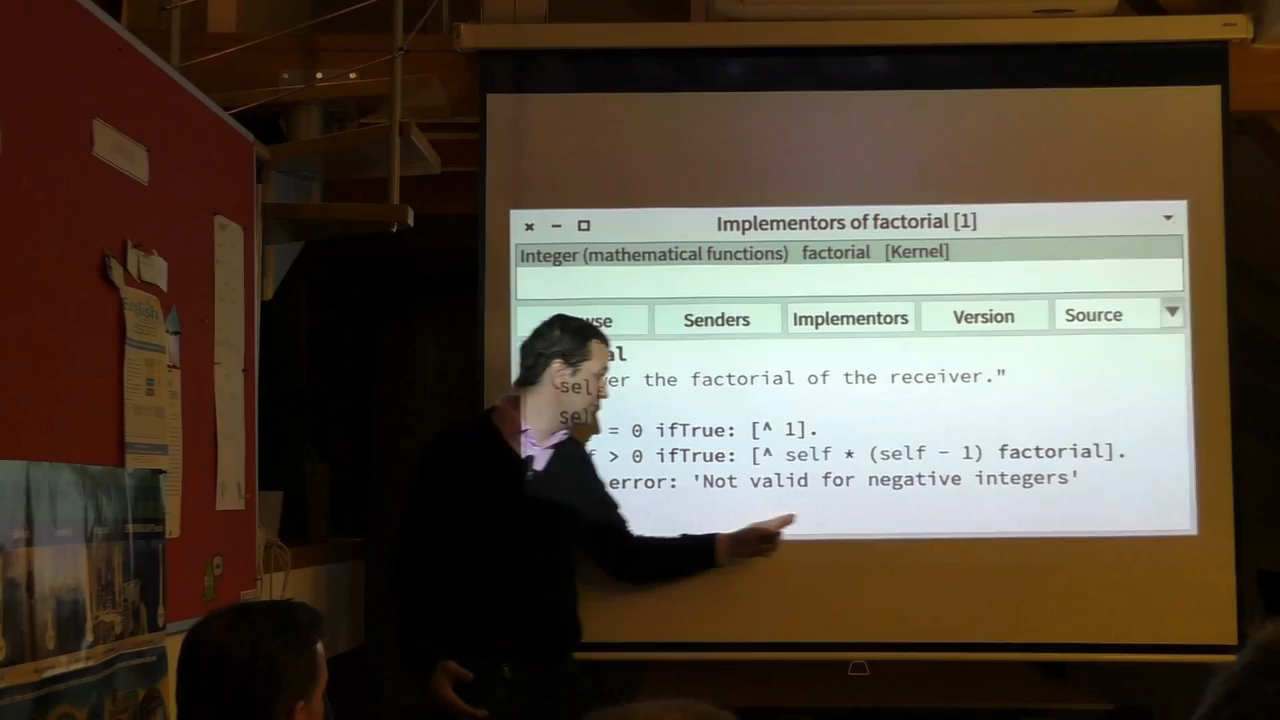 Implementors of factorial [1]
Integer (mathematical functions) factorial [Kernel]
Senders Implementors Version Source
the factorial of the receiver."
= 0 ifTrue: [^ 1].
> 0 ifTrue: [^ self * (self - 1) factorial].
error: 'Not valid for negative integers'
English